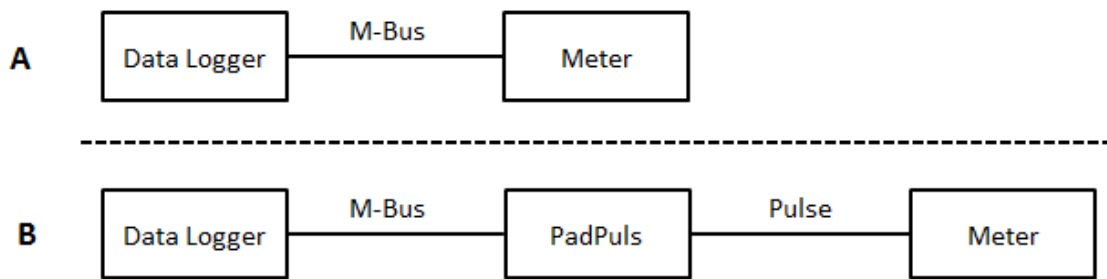 M-Bus
A Data Logger Meter
M-Bus Pulse
B Data Logger PadPuls Meter